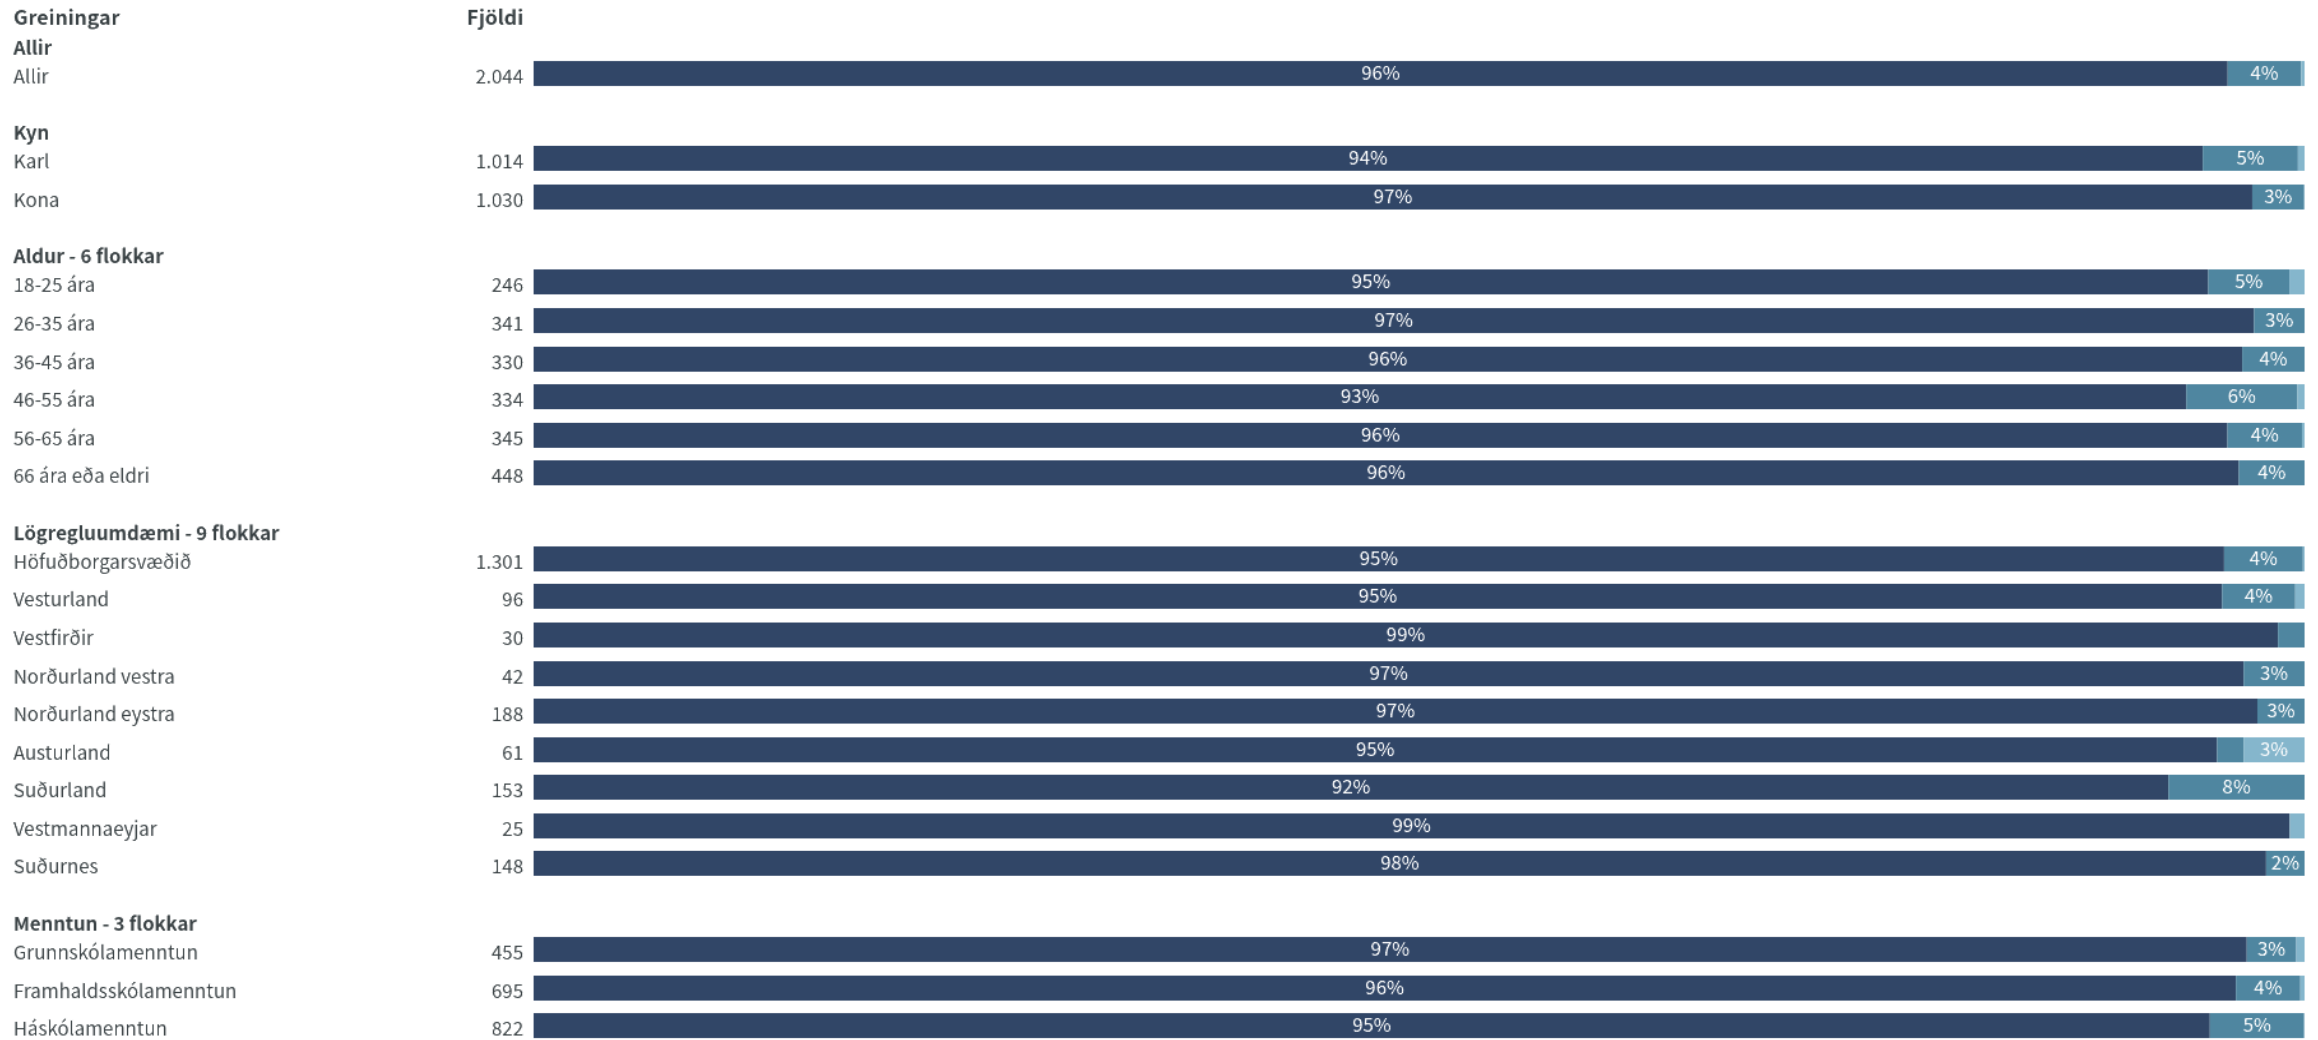 Greiningar Fjöldi
Allir
Allir 2.044 96% 4%
Kyn
Karl 1.014 94% 5%
Kona 1.030 97% 3%
Aldur - 6 flokkar
18-25 ára 246 95% 5%
26-35 ára 341 97% 3%
36-45 ára 330 96% 4%
46-55 ára 334 93% 6%
56-65 ára 345 96% 4%
66 ára eða eldri 448 96% 4%
Lögregluumdæmi - 9 flokkar
Höfuðborgarsvæðið 1.301 95% 4%
Vesturland 96 95% 4%
Vestfirðir 30 99%
Norðurland vestra 42 97% 3%
Norðurland eystra 188 97% 3%
Austurland 61 95% 3%
Suðurland 153 92% 8%
Vestmannaeyjar 25 99%
Suðurnes 148 98% 2%
Menntun - 3 flokkar
Grunnskólamenntun 455 97% 3%
Framhaldsskólamenntun 695 96% 4%
Háskólamenntun 822 95% 5%